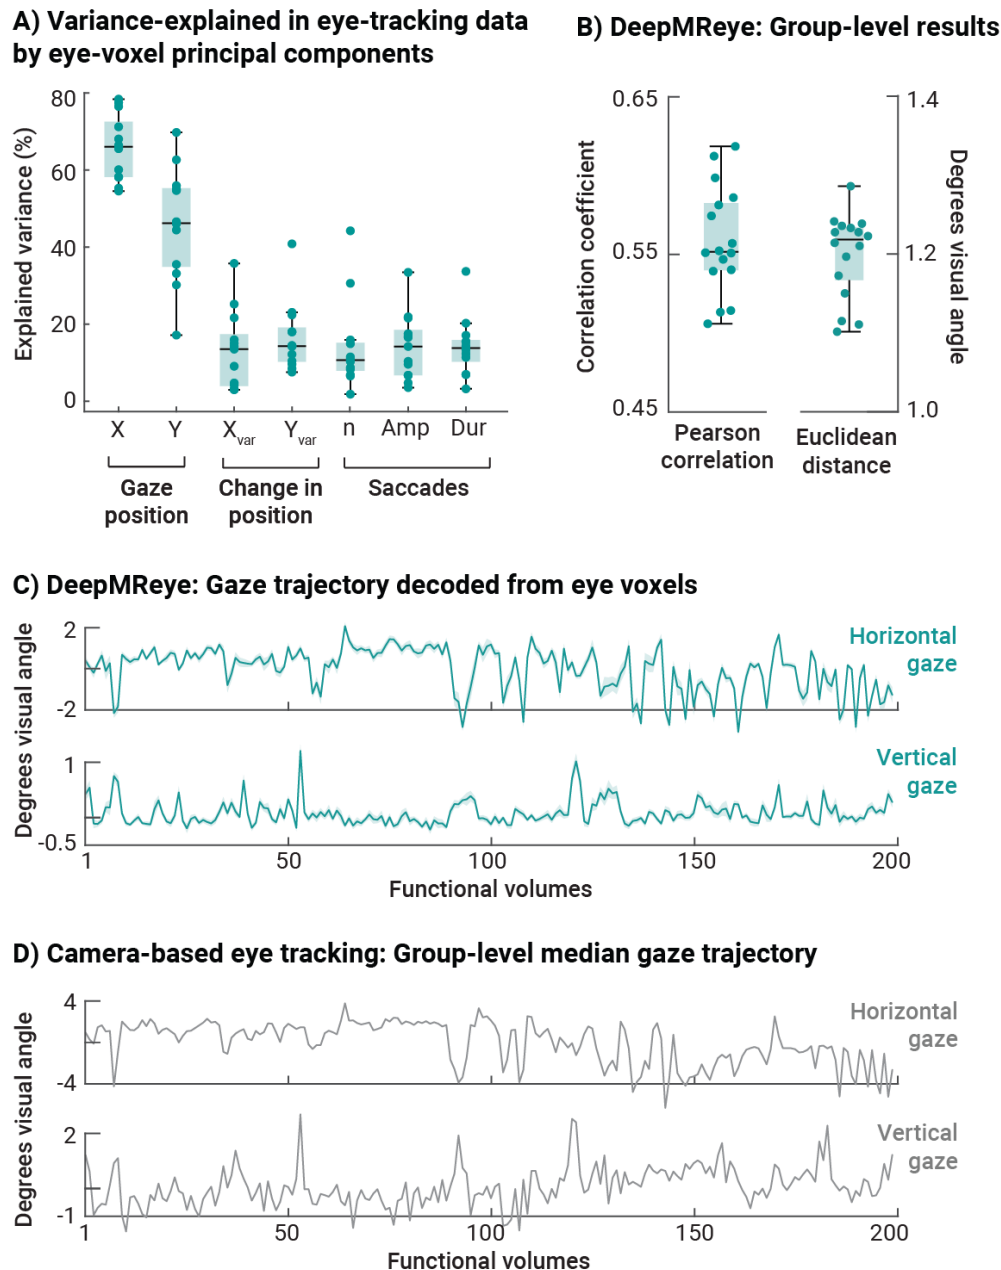 A) Variance-explained in eye-tracking data
by eye-voxel principal components
Explained variance (%)
80
60
40
20
0
X
Y
Xvar
Yvar
n
Amp
Dur
Gaze
position
Change in
position
Saccades
B) DeepMReye: Group-level results
Correlation coefficient
0.65
0.55
0.45
1.4
1.2
1.0
Degrees visual angle
Pearson
correlation
Euclidean
distance
C) DeepMReye: Gaze trajectory decoded from eye voxels
Degrees visual angle
2
-2
Horizontal
gaze
1
-0.5
Vertical
gaze
1
50
100
150
200
Functional volumes
D) Camera-based eye tracking: Group-level median gaze trajectory
Degrees visual angle
4
-4
Horizontal
gaze
2
-1
Vertical
gaze
1
50
100
150
200
Functional volumes